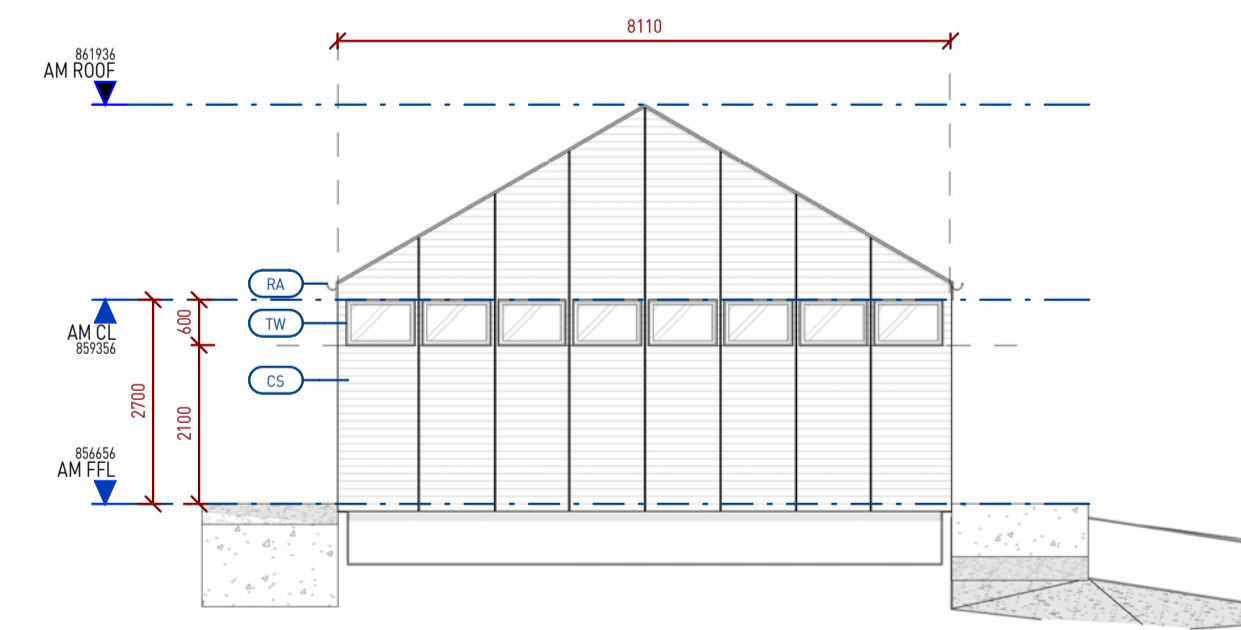 8110
861936
AM ROOF
RA
AM CL
859356
600
TW
CS
2700
2100
856656
AM FFL